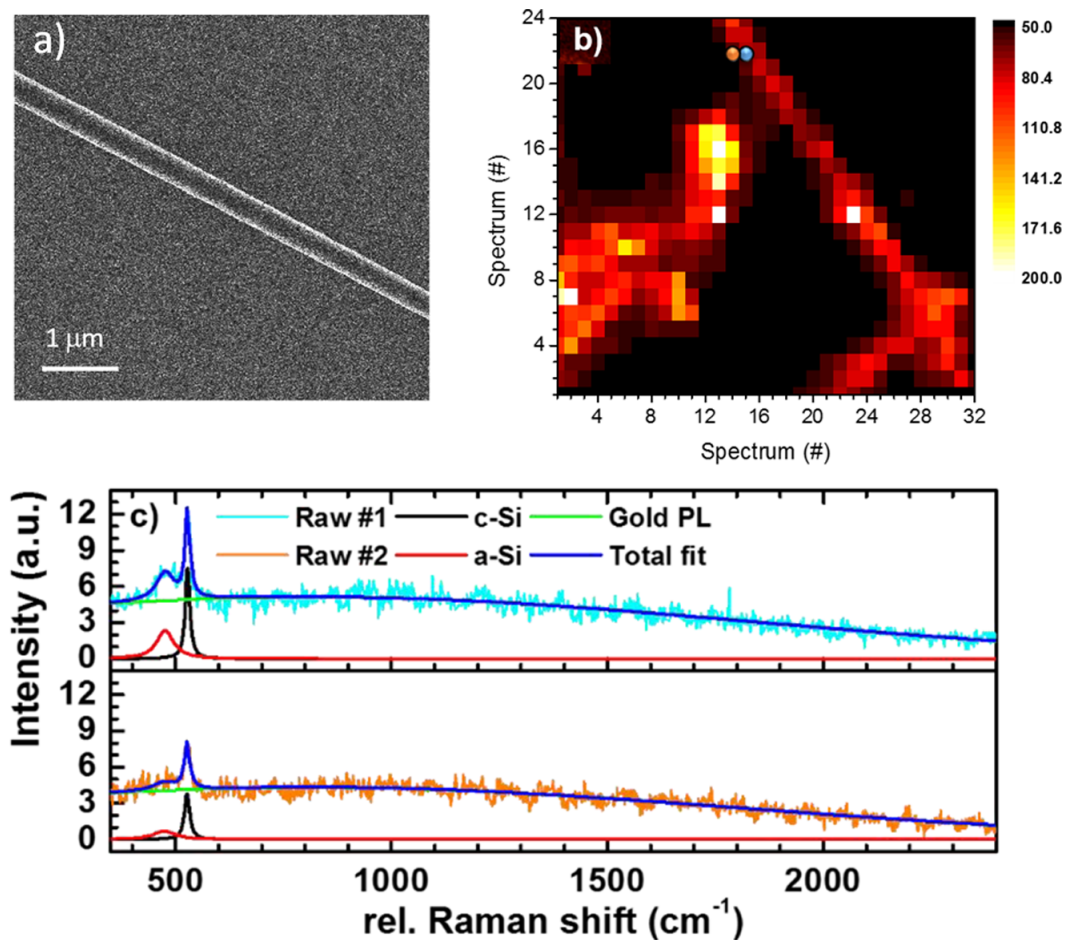 a)
1 μm
b)
24
20
16
12
8
4
Spectrum (#)
4 8 12 16 20 24 28 32
Spectrum (#)
50.0
80.4
110.8
141.2
171.6
200.0
c)
Raw #1 c-Si Gold PL
Raw #2 a-Si Total fit
12
9
6
3
0
12
9
6
3
0
Intensity (a.u.)
500 1000 1500 2000
rel. Raman shift (cm⁻¹)